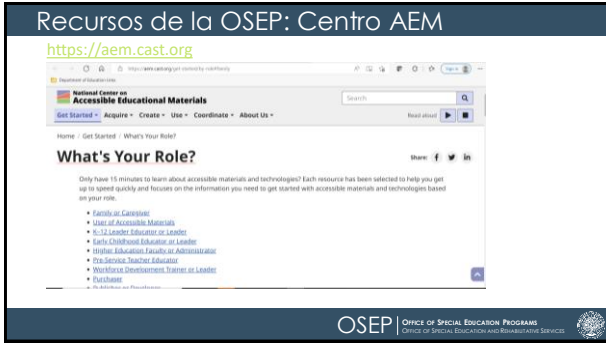 Recursos de la OSEP: Centro AEM
https://aem.cast.org
National Center on
Accessible Educational Materials
Search
Get Started Acquire Create Use Coordinate About Us
Read aloud
Home / Get Started / What's Your Role?
What's Your Role?
Share:
Only have 15 minutes to learn about accessible materials and technologies? Each resource has been selected to help you get
up to speed quickly and focuses on the information you need to get started with accessible materials and technologies based
on your role.
Family or Caregiver
User of Accessible Materials
K-12 Leader Educator or Leader
Early Childhood Educator or Leader
Higher Education Faculty or Administrator
Pre-Service Teacher Educator
Workforce Development Trainer or Leader
Purchaser
Publisher or Developer
OSEP
Office of Special Education Programs
Office of Special Education and Rehabilitative Services